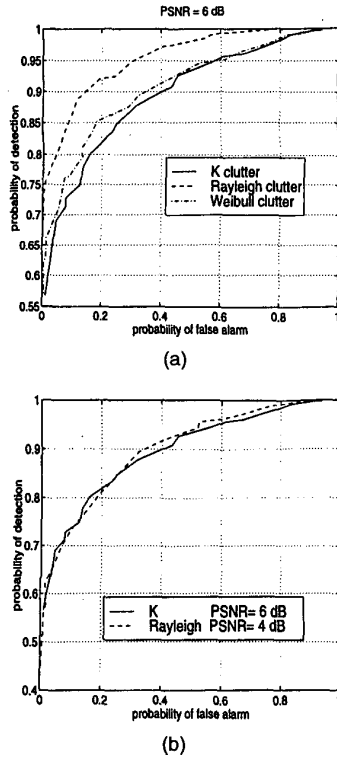 PSNR = 6 dB
1
0.95
0.9
0.85
0.8
0.75
0.7
0.65
0.6
0.55
probability of detection
K clutter
Rayleigh clutter
Weibull clutter
0 0.2 0.4 0.6 0.8 1
probability of false alarm
(a)
1
0.9
0.8
0.7
0.6
0.5
0.4
probability of detection
K PSNR= 6 dB
Rayleigh PSNR= 4 dB
0 0.2 0.4 0.6 0.8 1
probability of false alarm
(b)